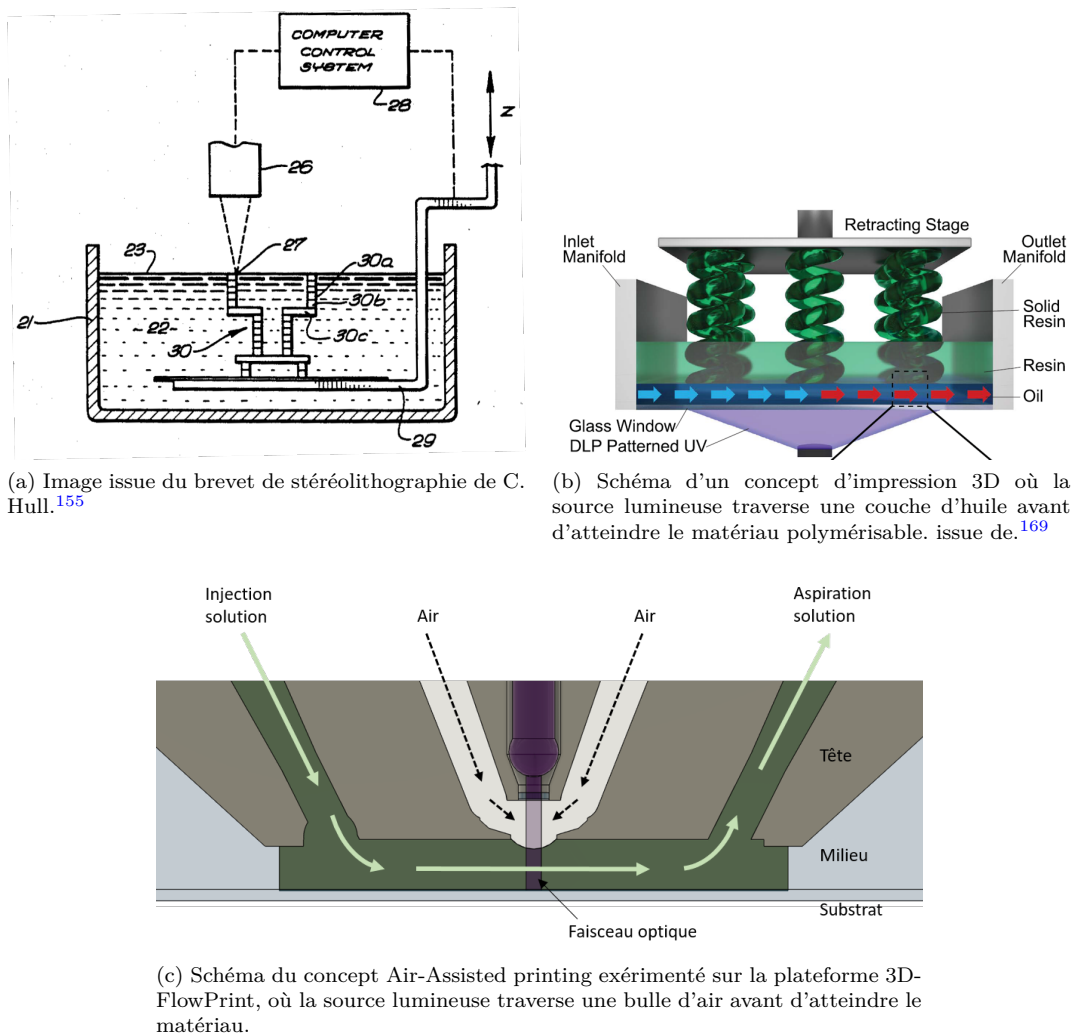 COMPUTER
CONTROL
SYSTEM
28
Z
26
23
27
30a
30b
21
-22-
30
30c
29
(a) Image issue du brevet de stéréolithographie de C.
Hull.155
Retracting Stage
Inlet
Manifold
Outlet
Manifold
Solid
Resin
Resin
Oil
Glass Window
DLP Patterned UV
(b) Schéma d'un concept d'impression 3D où la
source lumineuse traverse une couche d'huile avant
d'atteindre le matériau polymérisable. issue de.169
Injection
solution
Air
Air
Aspiration
solution
Tête
Milieu
Substrat
Faisceau optique
(c) Schéma du concept Air-Assisted printing exérimenté sur la plateforme 3D-
FlowPrint, où la source lumineuse traverse une bulle d'air avant d'atteindre le
matériau.